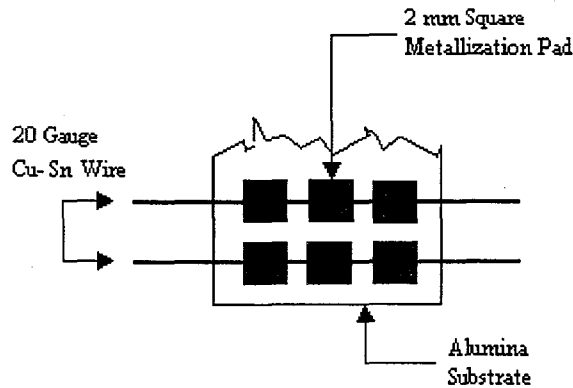 2 mm Square
Metallization Pad
20 Gauge
Cu-Sn Wire
Alumina
Substrate